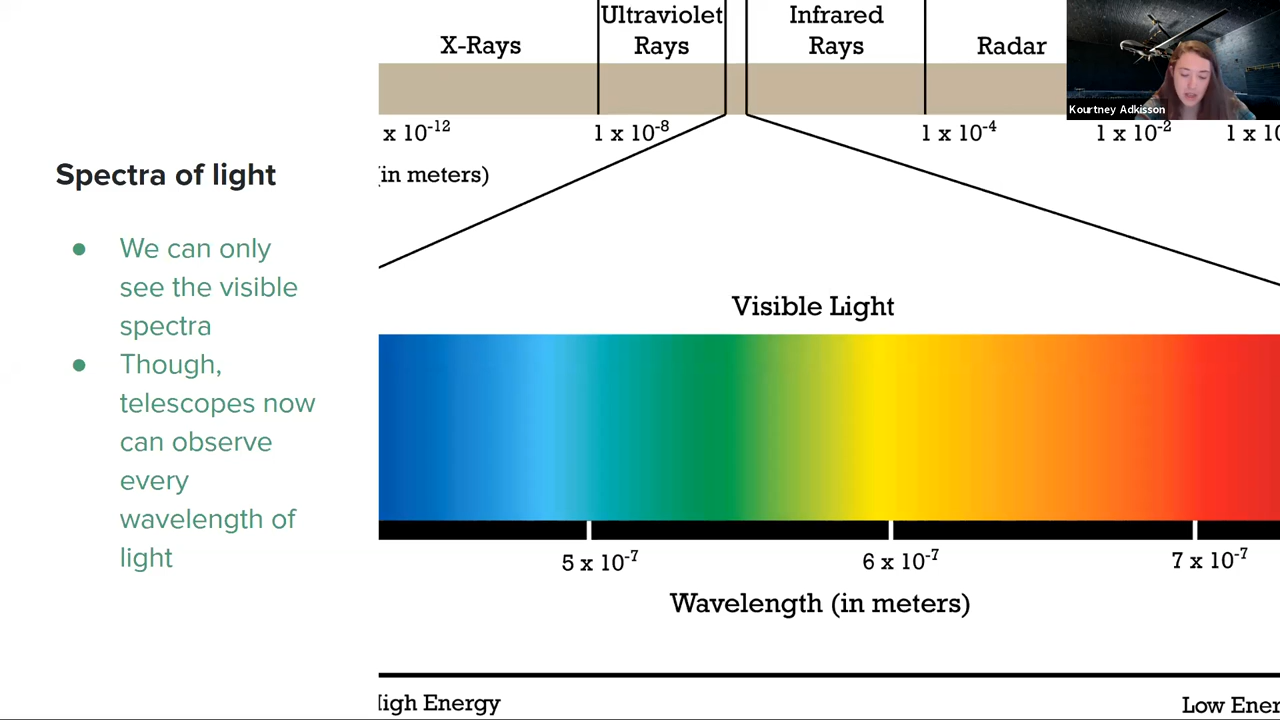 Ultraviolet
Rays
Infrared
Rays
X-Rays
Radar
Kourtney Adkisson
x 10⁻¹²
1 x 10⁻⁸
1 x 10⁻⁴
1 x 10⁻²
1 x 10
(in meters)
Spectra of light
● We can only
see the visible
spectra
● Though,
telescopes now
can observe
every
wavelength of
light
Visible Light
5 x 10⁻⁷
6 x 10⁻⁷
7 x 10⁻⁷
Wavelength (in meters)
High Energy
Low Ener